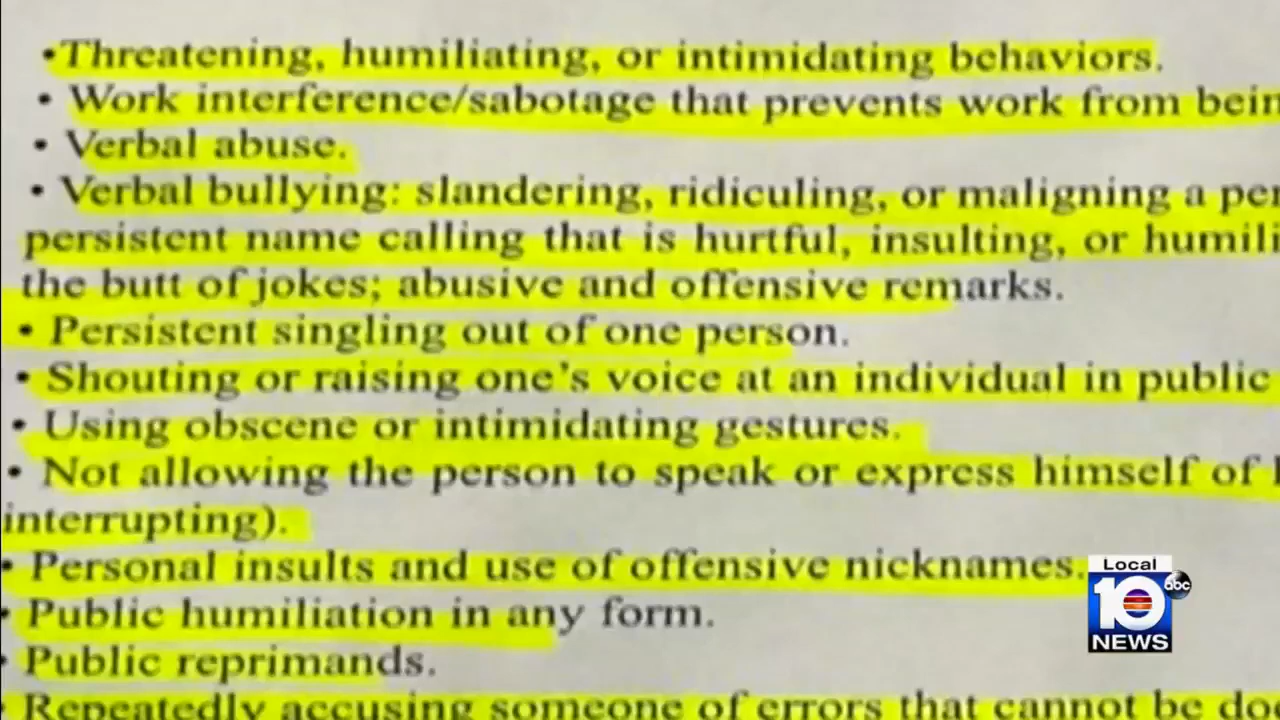 •Threatening, humiliating, or intimidating behaviors.
• Work interference/sabotage that prevents work from bein
• Verbal abuse.
• Verbal bullying: slandering, ridiculing, or maligning a per
persistent name calling that is hurtful, insulting, or humili
the butt of jokes; abusive and offensive remarks.
• Persistent singling out of one person.
• Shouting or raising one's voice at an individual in public
• Using obscene or intimidating gestures.
• Not allowing the person to speak or express himself of
interrupting).
• Personal insults and use of offensive nicknames.
• Public humiliation in any form.
• Public reprimands.
• Repeatedly accusing someone of errors that cannot be do
Local
10 abc
NEWS